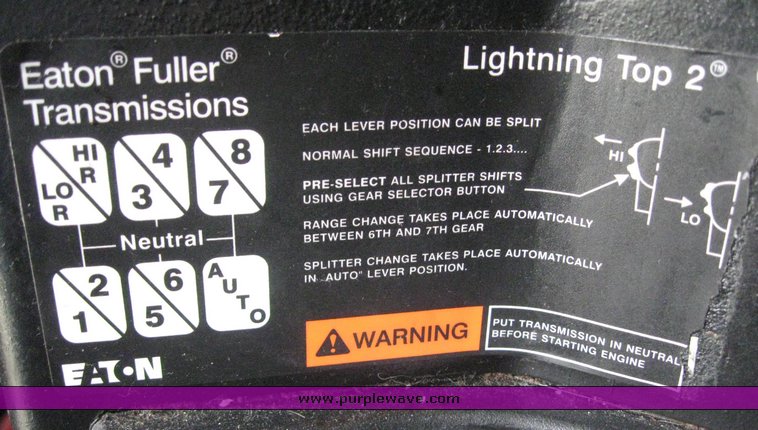 Eaton® Fuller®
Transmissions
Lightning Top 2™
HI
R
LO
R
4
3
8
7
Neutral
2
1
6
5
AUTO
EATON
EACH LEVER POSITION CAN BE SPLIT
NORMAL SHIFT SEQUENCE - 1.2.3....
PRE-SELECT ALL SPLITTER SHIFTS
USING GEAR SELECTOR BUTTON
RANGE CHANGE TAKES PLACE AUTOMATICALLY
BETWEEN 6TH AND 7TH GEAR
SPLITTER CHANGE TAKES PLACE AUTOMATICALLY
IN „AUTO" LEVER POSITION.
HI
LO
WARNING
PUT TRANSMISSION IN NEUTRAL
BEFORE STARTING ENGINE
www.purplewave.com